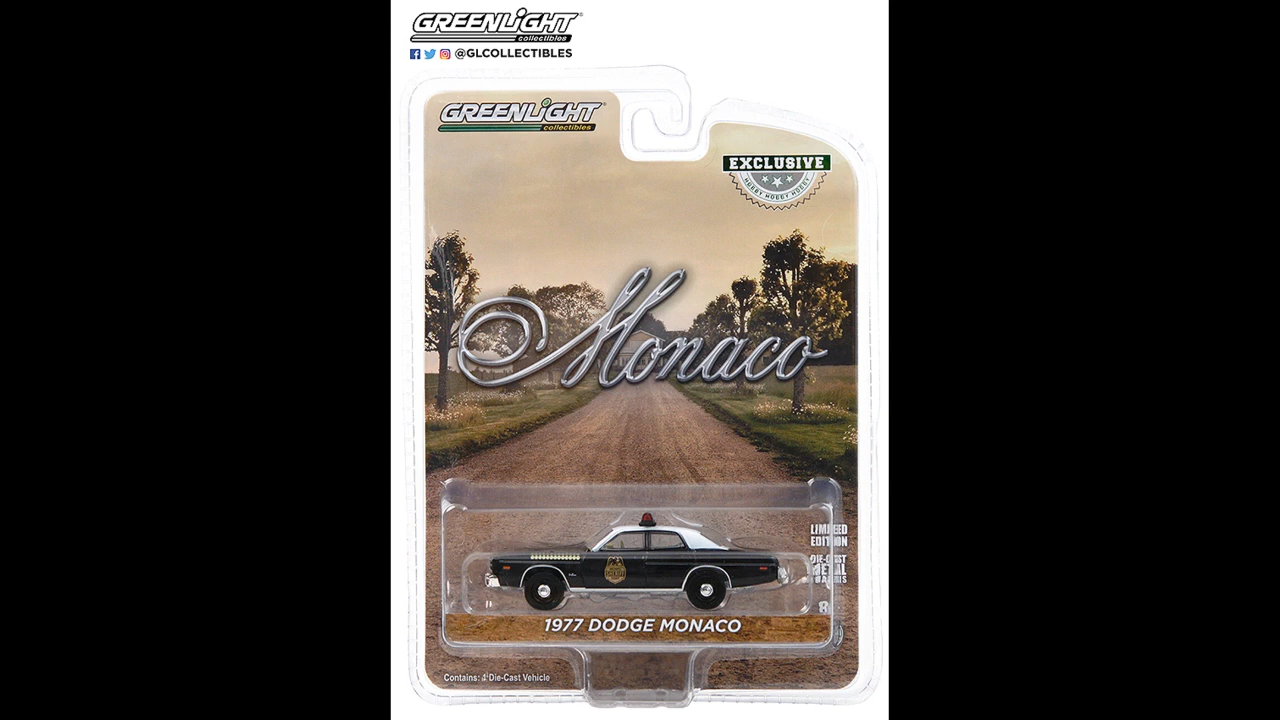 GREENLiGHT
collectibles
@GLCOLLECTIBLES
GREENLiGHT
collectibles
EXCLUSIVE
HOBBY HOBBY HOBBY
Monaco
LIMITED
EDITION
DIE-CAST
METAL
SHERIFF
1977 DODGE MONACO
Contains: 1 Die-Cast Vehicle